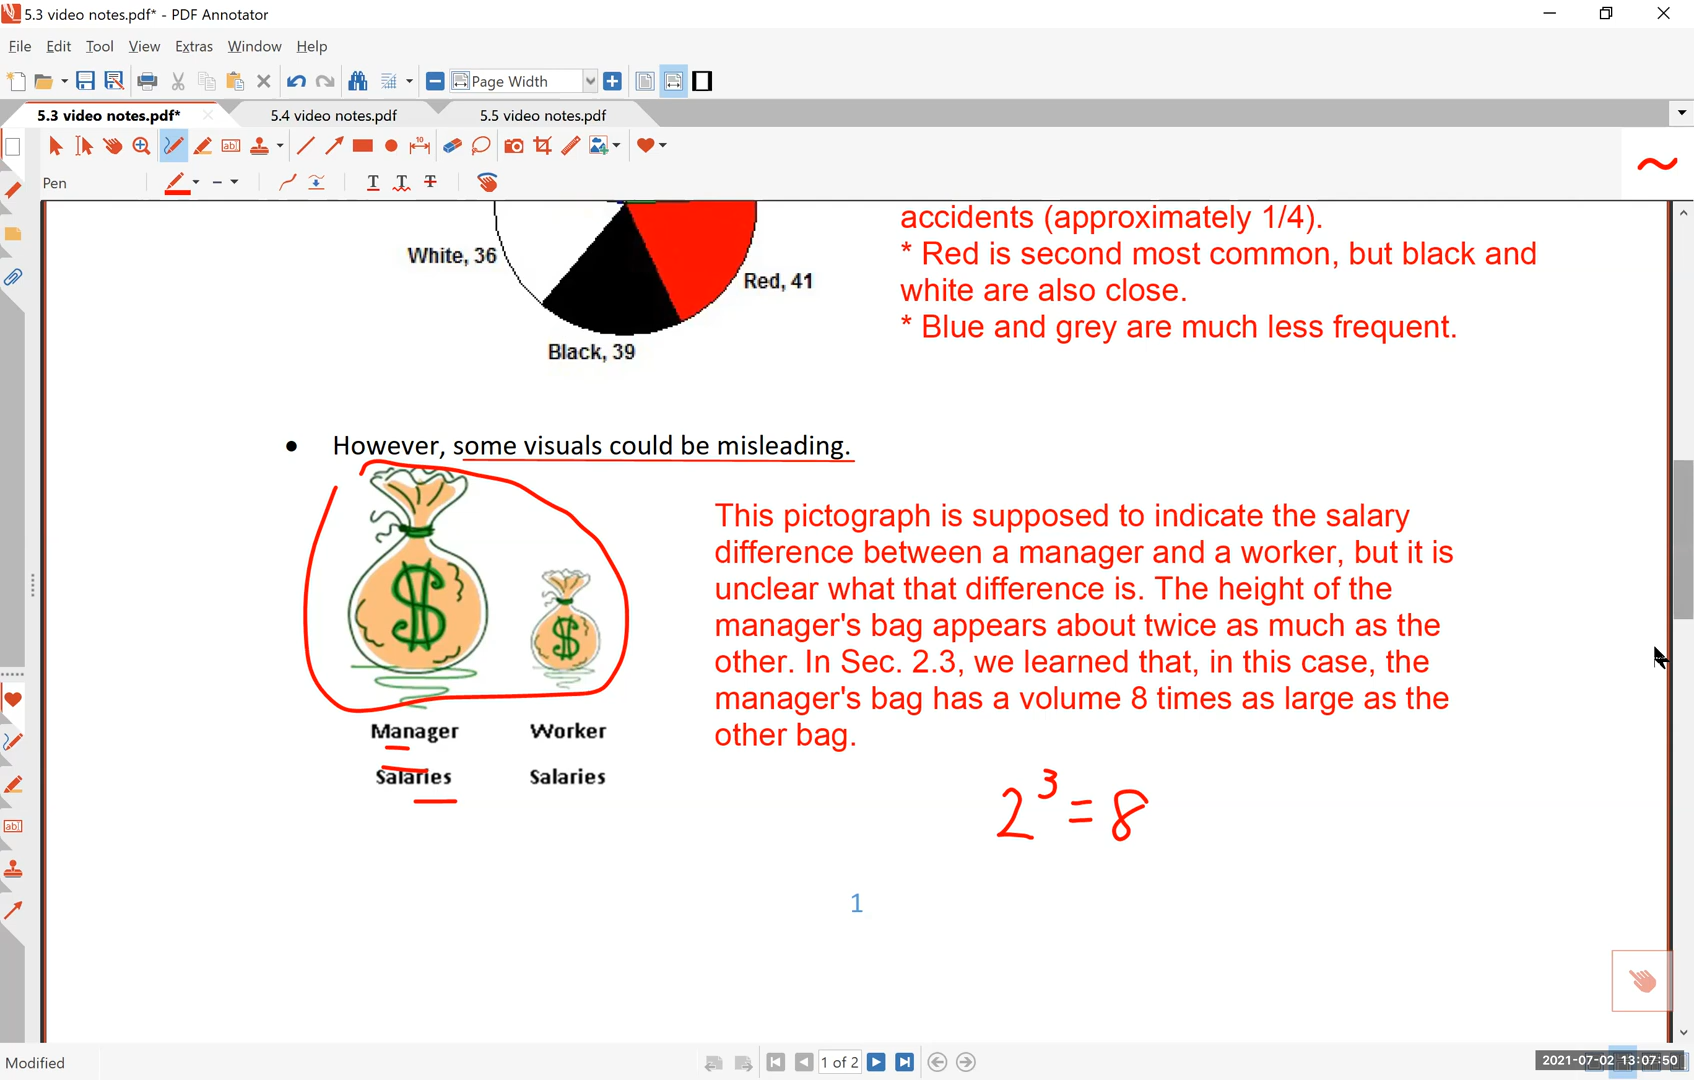 5.3 video notes.pdf* - PDF Annotator
File Edit Tool View Extras Window Help
Page Width
5.3 video notes.pdf* 5.4 video notes.pdf 5.5 video notes.pdf
Pen
accidents (approximately 1/4).
* Red is second most common, but black and
white are also close.
* Blue and grey are much less frequent.
White, 36
Red, 41
Black, 39
• However, some visuals could be misleading.
This pictograph is supposed to indicate the salary
difference between a manager and a worker, but it is
unclear what that difference is. The height of the
manager's bag appears about twice as much as the
other. In Sec. 2.3, we learned that, in this case, the
manager's bag has a volume 8 times as large as the
other bag.
$ $
Manager Worker
Salaries Salaries
2³ = 8
1
Modified
1 of 2
2021-07-02 13:07:50